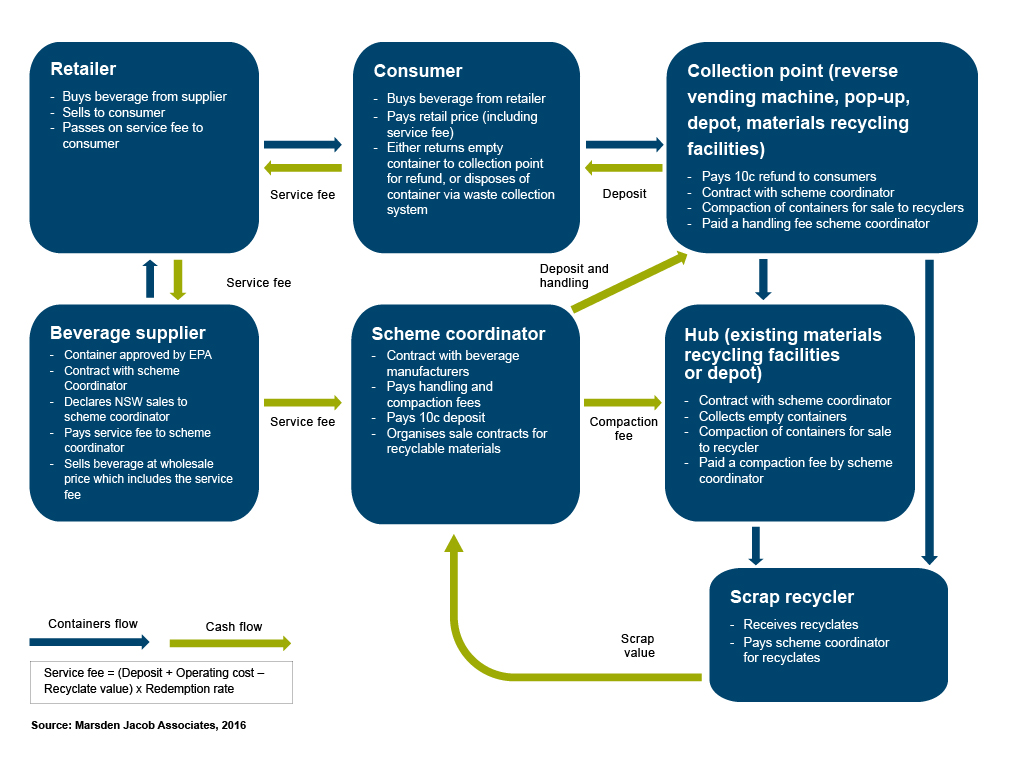 Retailer
- Buys beverage from supplier
- Sells to consumer
- Passes on service fee to
consumer
Consumer
- Buys beverage from retailer
- Pays retail price (including
service fee)
- Either returns empty
container to collection point
for refund, or disposes of
container via waste collection
system
Collection point (reverse
vending machine, pop-up,
depot, materials recycling
facilities)
- Pays 10c refund to consumers
- Contract with scheme coordinator
- Compaction of containers for sale to recyclers
- Paid a handling fee scheme coordinator
Service fee
Deposit
Service fee
Deposit and
handling
Beverage supplier
- Container approved by EPA
- Contract with scheme
Coordinator
- Declares NSW sales to
scheme coordinator
- Pays service fee to scheme
coordinator
- Sells beverage at wholesale
price which includes the service
fee
Service fee
Scheme coordinator
- Contract with beverage
manufacturers
- Pays handling and
compaction fees
- Pays 10c deposit
- Organises sale contracts for
recyclable materials
Compaction
fee
Hub (existing materials
recycling facilities
or depot)
- Contract with scheme coordinator
- Collects empty containers
- Compaction of containers for sale
to recycler
- Paid a compaction fee by scheme
coordinator
Scrap recycler
- Receives recyclates
- Pays scheme coordinator
for recyclates
Scrap
value
Containers flow
Cash flow
Service fee = (Deposit + Operating cost –
Recyclate value) x Redemption rate
Source: Marsden Jacob Associates, 2016